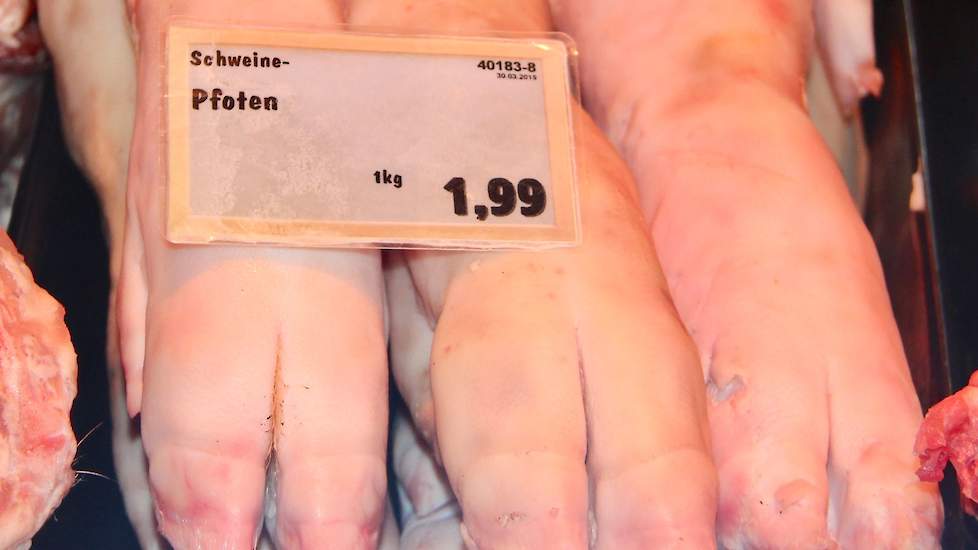 Schweine-
40183-8
30.03.2015
Pfoten
1kg
1,99